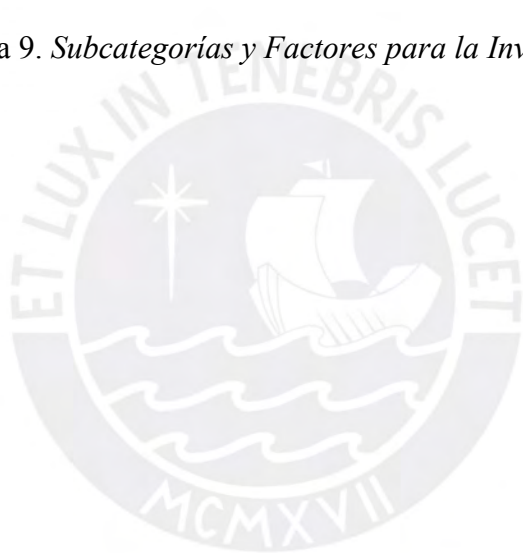 a 9. Subcategorías y Factores para la Inv
ET LUX IN TENEBRIS LUCET
MCMXVII